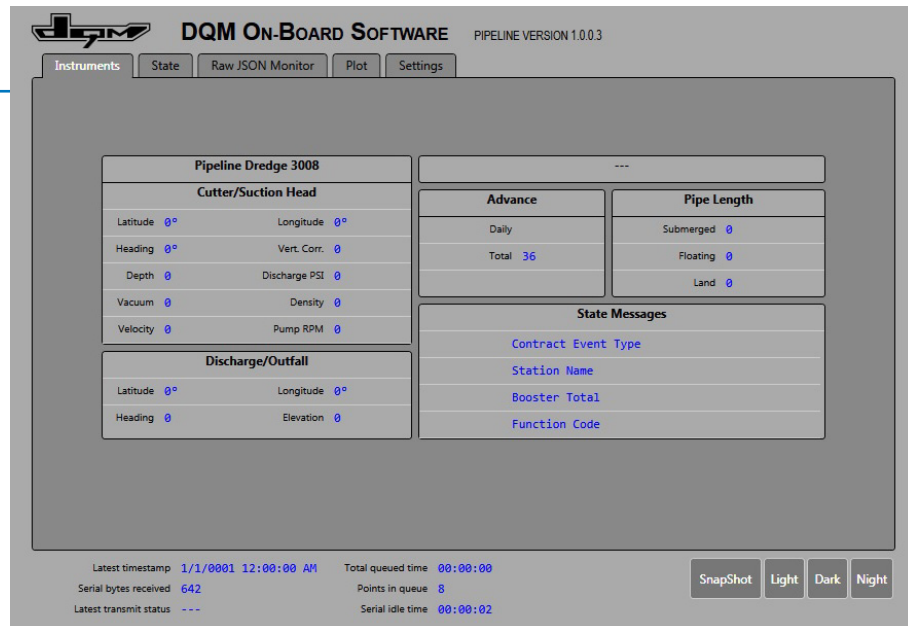 dqm DQM ON-BOARD SOFTWARE PIPELINE VERSION 1.0.0.3
Instruments State Raw JSON Monitor Plot Settings
Pipeline Dredge 3008
Cutter/Suction Head
Latitude 0° Longitude 0°
Heading 0° Vert. Corr. 0
Depth 0 Discharge PSI 0
Vacuum 0 Density 0
Velocity 0 Pump RPM 0
Discharge/Outfall
Latitude 0° Longitude 0°
Heading 0 Elevation 0
---
Advance
Daily
Total 36
Pipe Length
Submerged 0
Floating 0
Land 0
State Messages
Contract Event Type
Station Name
Booster Total
Function Code
Latest timestamp 1/1/0001 12:00:00 AM Total queued time 00:00:00
Serial bytes received 642 Points in queue 8
Latest transmit status --- Serial idle time 00:00:02
SnapShot Light Dark Night